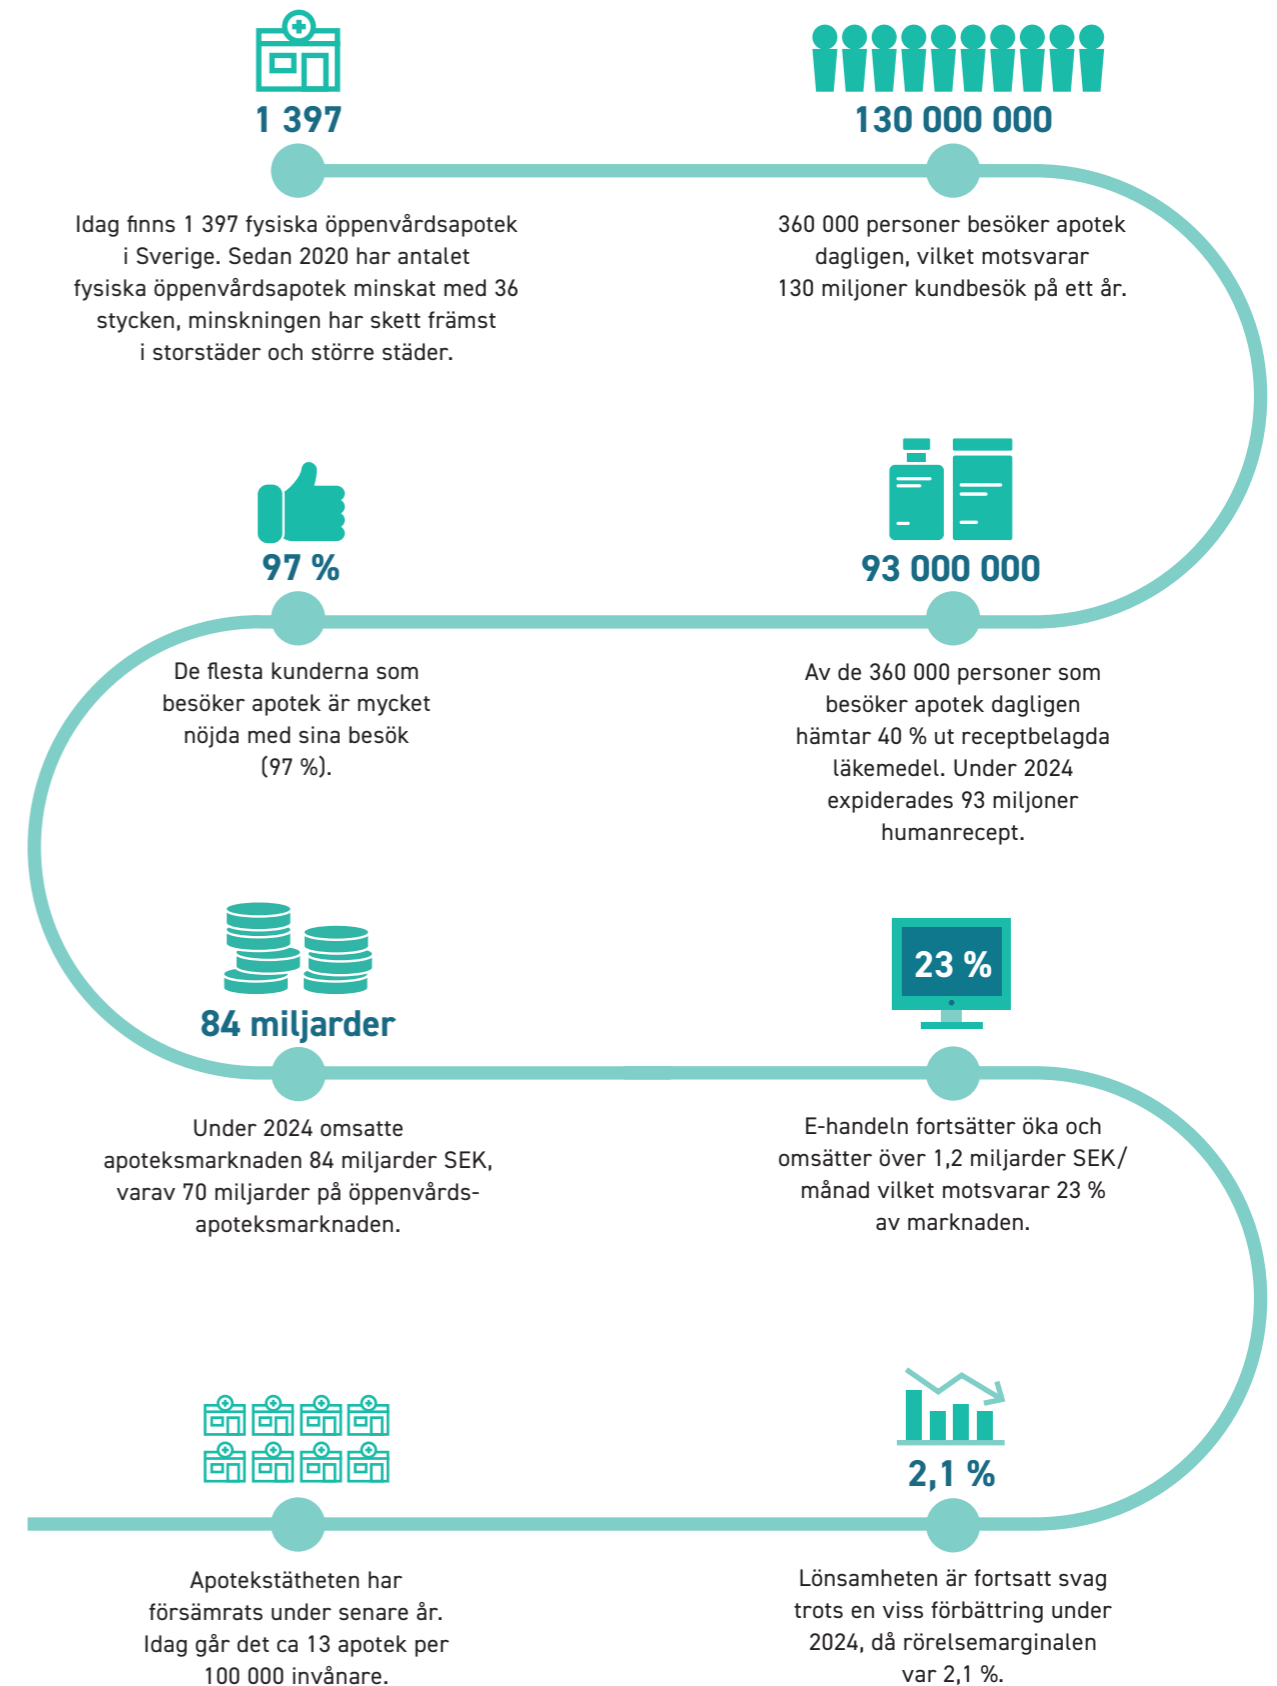 1 397
Idag finns 1 397 fysiska öppenvårdsapotek
i Sverige. Sedan 2020 har antalet
fysiska öppenvårdsapotek minskat med 36
stycken, minskningen har skett främst
i storstäder och större städer.
130 000 000
360 000 personer besöker apotek
dagligen, vilket motsvarar
130 miljoner kundbesök på ett år.
93 000 000
Av de 360 000 personer som
besöker apotek dagligen
hämtar 40 % ut receptbelagda
läkemedel. Under 2024
expiderades 93 miljoner
humanrecept.
97 %
De flesta kunderna som
besöker apotek är mycket
nöjda med sina besök
(97 %).
84 miljarder
Under 2024 omsatte
apoteksmarknaden 84 miljarder SEK,
varav 70 miljarder på öppenvårds-
apoteksmarknaden.
23 %
E-handeln fortsätter öka och
omsätter över 1,2 miljarder SEK/
månad vilket motsvarar 23 %
av marknaden.
2,1 %
Lönsamheten är fortsatt svag
trots en viss förbättring under
2024, då rörelsemarginalen
var 2,1 %.
Apotekstätheten har
försämrats under senare år.
Idag går det ca 13 apotek per
100 000 invånare.